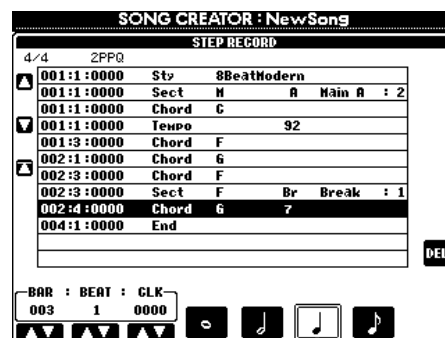 SONG CREATOR : NewSong
STEP RECORD
4/4 2PPQ
001:1:0000 Sty 8BeatModern
001:1:0000 Sect M A Main A : 2
001:1:0000 Chord C
001:1:0000 Tempo 92
001:3:0000 Chord F
002:1:0000 Chord G
002:3:0000 Chord F
002:3:0000 Sect F Br Break : 1
002:4:0000 Chord G 7
004:1:0000 End
DEL
BAR : BEAT : CLK
003 1 0000